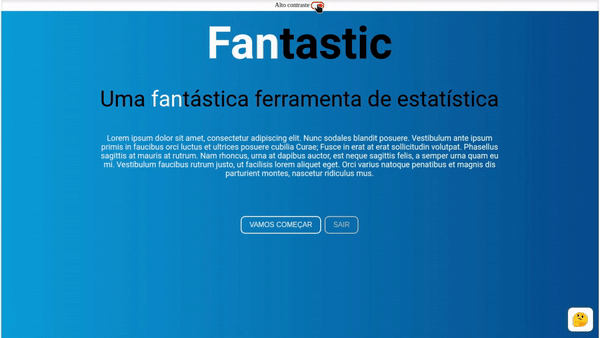 Alto contraste
Fantastic
Uma fantástica ferramenta de estatística
Lorem ipsum dolor sit amet, consectetur adipiscing elit. Nunc sodales blandit posuere. Vestibulum ante ipsum
primis in faucibus orci luctus et ultrices posuere cubilia Curae; Fusce in erat at erat sollicitudin volutpat. Phasellus
sagittis at mauris at rutrum. Nam rhoncus, urna at dapibus auctor, est neque sagittis felis, a semper urna quam eu
mi. Vestibulum faucibus rutrum justo, ut facilisis lorem aliquet eget. Orci varius natoque penatibus et magnis dis
parturient montes, nascetur ridiculus mus.
VAMOS COMEÇAR
SAIR